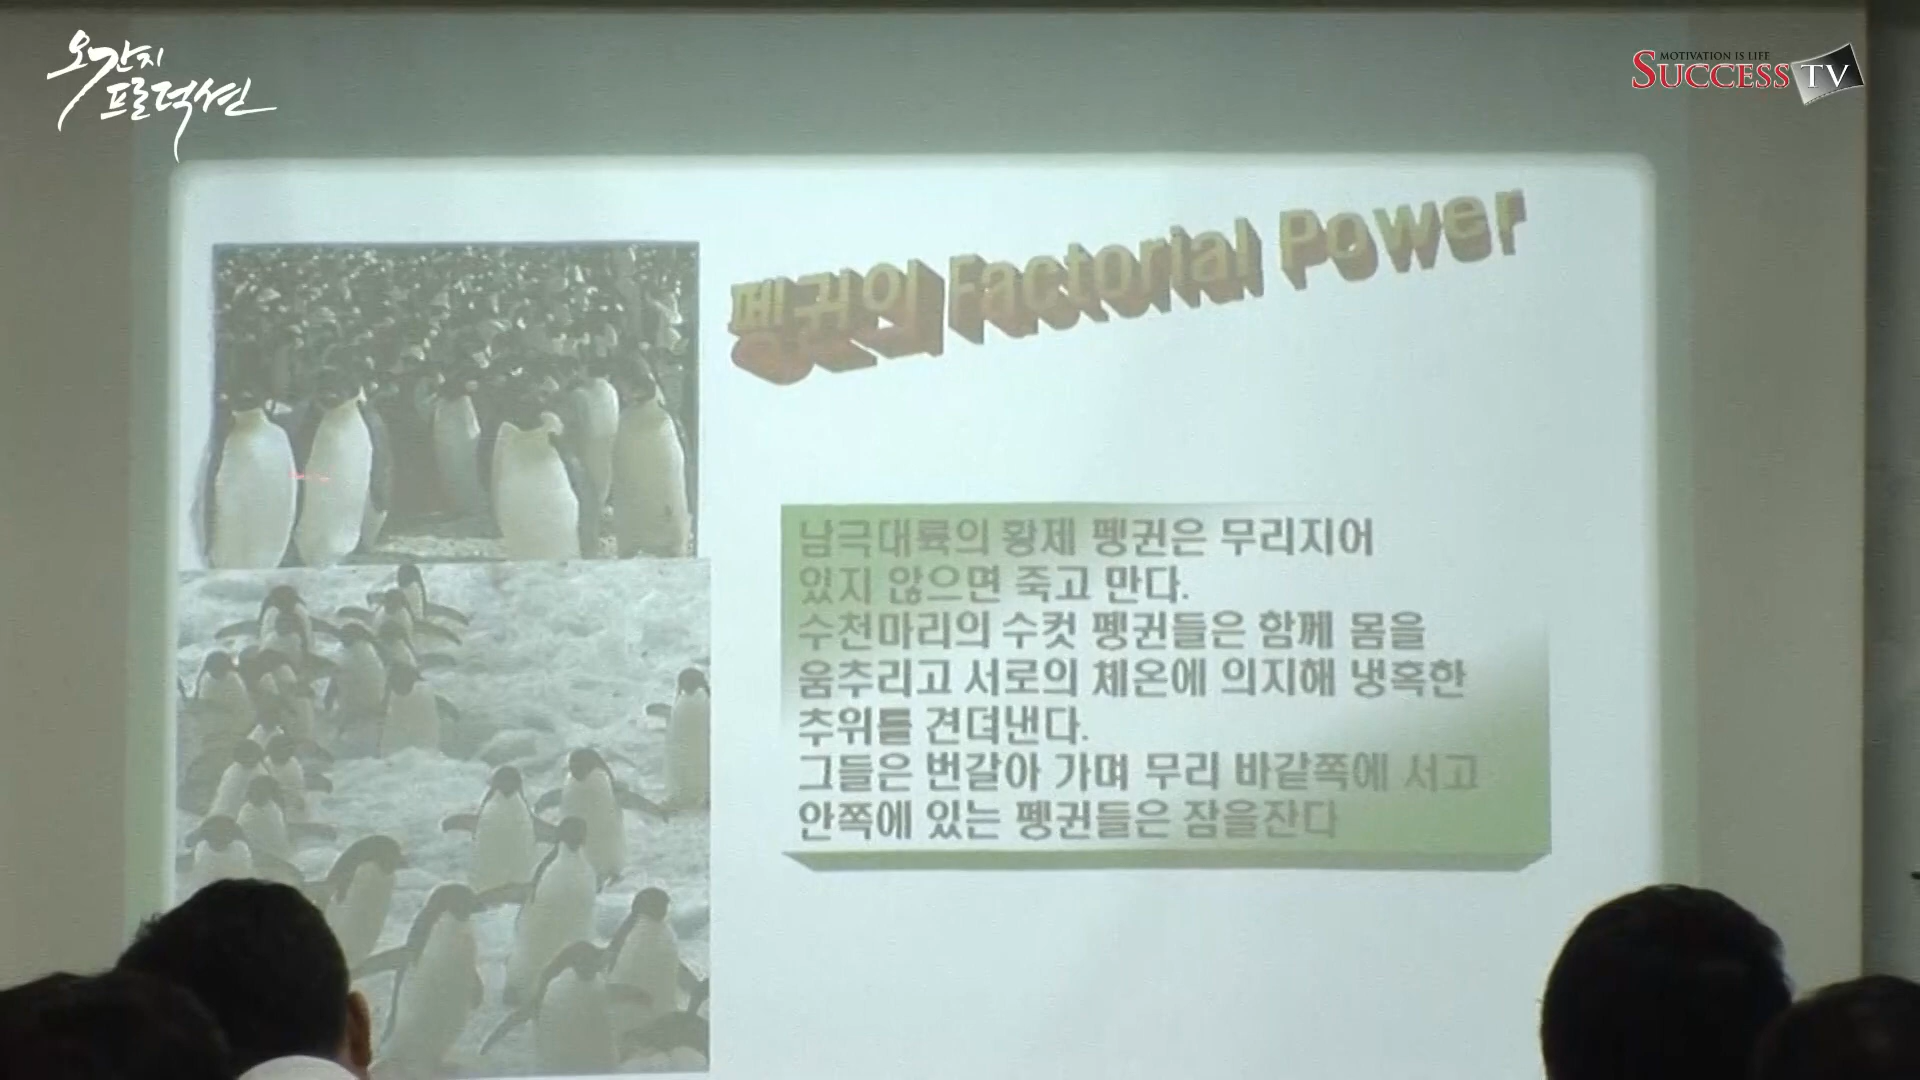 오간지
프로덕션
MOTIVATION IS LIFE
SUCCESS TV
펭귄의 Factorial Power
남극대륙의 황제 펭귄은 무리지어
있지 않으면 죽고 만다.
수천마리의 수컷 펭귄들은 함께 몸을
움추리고 서로의 체온에 의지해 냉혹한
추위를 견뎌낸다.
그들은 번갈아 가며 무리 바같쪽에 서고
안쪽에 있는 펭귄들은 잠을잔다